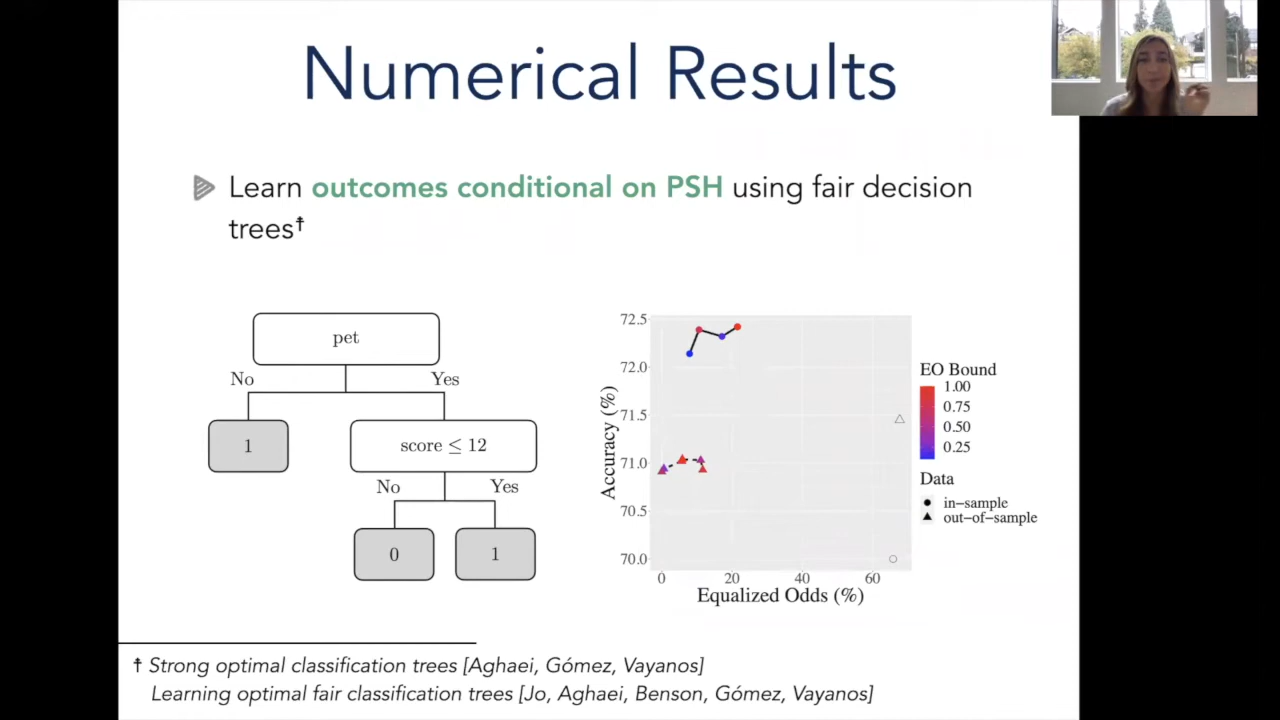 Numerical Results
Learn outcomes conditional on PSH using fair decision
trees☨
pet
No
Yes
1
score ≤ 12
No
Yes
0
1
72.5
72.0
71.5
71.0
70.5
70.0
Accuracy (%)
0
20
40
60
Equalized Odds (%)
EO Bound
1.00
0.75
0.50
0.25
Data
in−sample
out−of−sample
☨ Strong optimal classification trees [Aghaei, Gómez, Vayanos]
Learning optimal fair classification trees [Jo, Aghaei, Benson, Gómez, Vayanos]